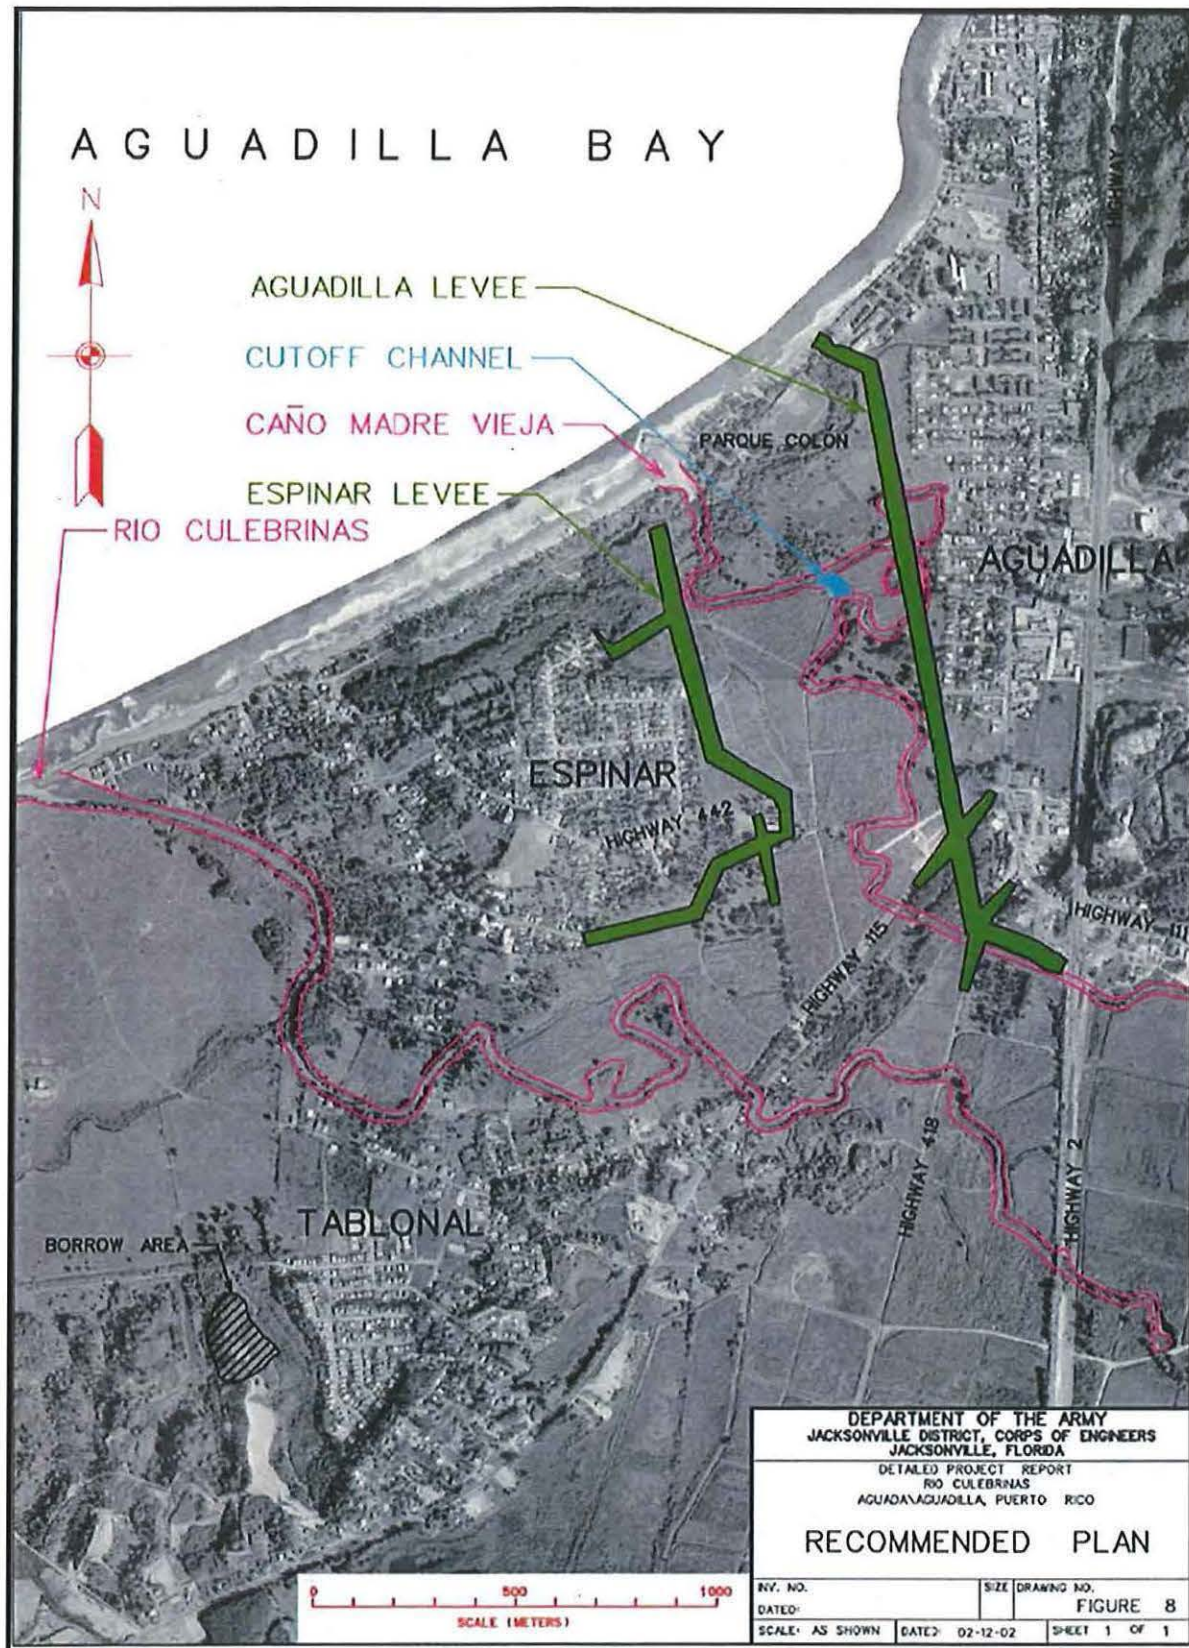 AGUADILLA BAY
N
AGUADILLA LEVEE
CUTOFF CHANNEL
CAÑO MADRE VIEJA
PARQUE COLÓN
ESPINAR LEVEE
RIO CULEBRINAS
HIGHWAY 2
AGUADILLA
ESPINAR
HIGHWAY 442
HIGHWAY 111
HIGHWAY 115
HIGHWAY 418
HIGHWAY 2
TABLONAL
BORROW AREA
0 500 1000
SCALE (METERS)
DEPARTMENT OF THE ARMY
JACKSONVILLE DISTRICT, CORPS OF ENGINEERS
JACKSONVILLE, FLORIDA
DETAILED PROJECT REPORT
RIO CULEBRINAS
AGUADA\AGUADILLA, PUERTO RICO
RECOMMENDED PLAN
INV. NO.
SIZE
DRAWING NO.
DATED:
FIGURE 8
SCALE: AS SHOWN
DATED: 02-12-02
SHEET 1 OF 1